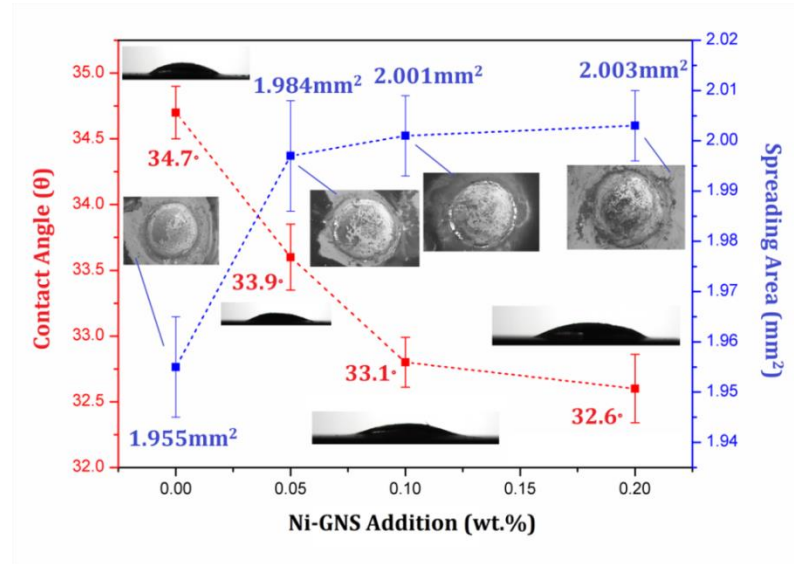 35.0
34.5
34.0
33.5
33.0
32.5
32.0
Contact Angle (θ)
2.02
2.01
2.00
1.99
1.98
1.97
1.96
1.95
1.94
Spreading Area (mm²)
1.984mm²
2.001mm²
2.003mm²
34.7°
33.9°
33.1°
32.6°
1.955mm²
0.00 0.05 0.10 0.15 0.20
Ni-GNS Addition (wt.%)